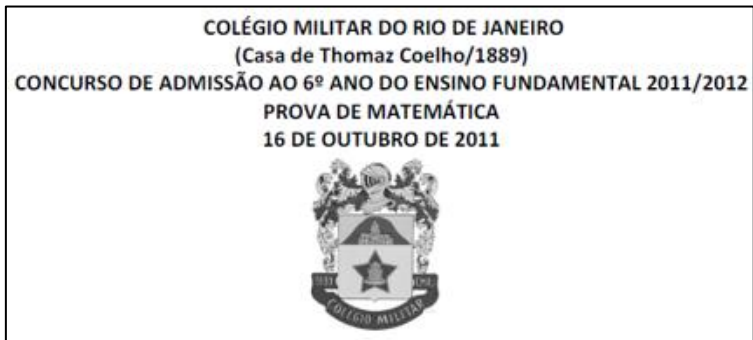 COLÉGIO MILITAR DO RIO DE JANEIRO
(Casa de Thomaz Coelho/1889)
CONCURSO DE ADMISSÃO AO 6º ANO DO ENSINO FUNDAMENTAL 2011/2012
PROVA DE MATEMÁTICA
16 DE OUTUBRO DE 2011
COLEGIO MILITAR